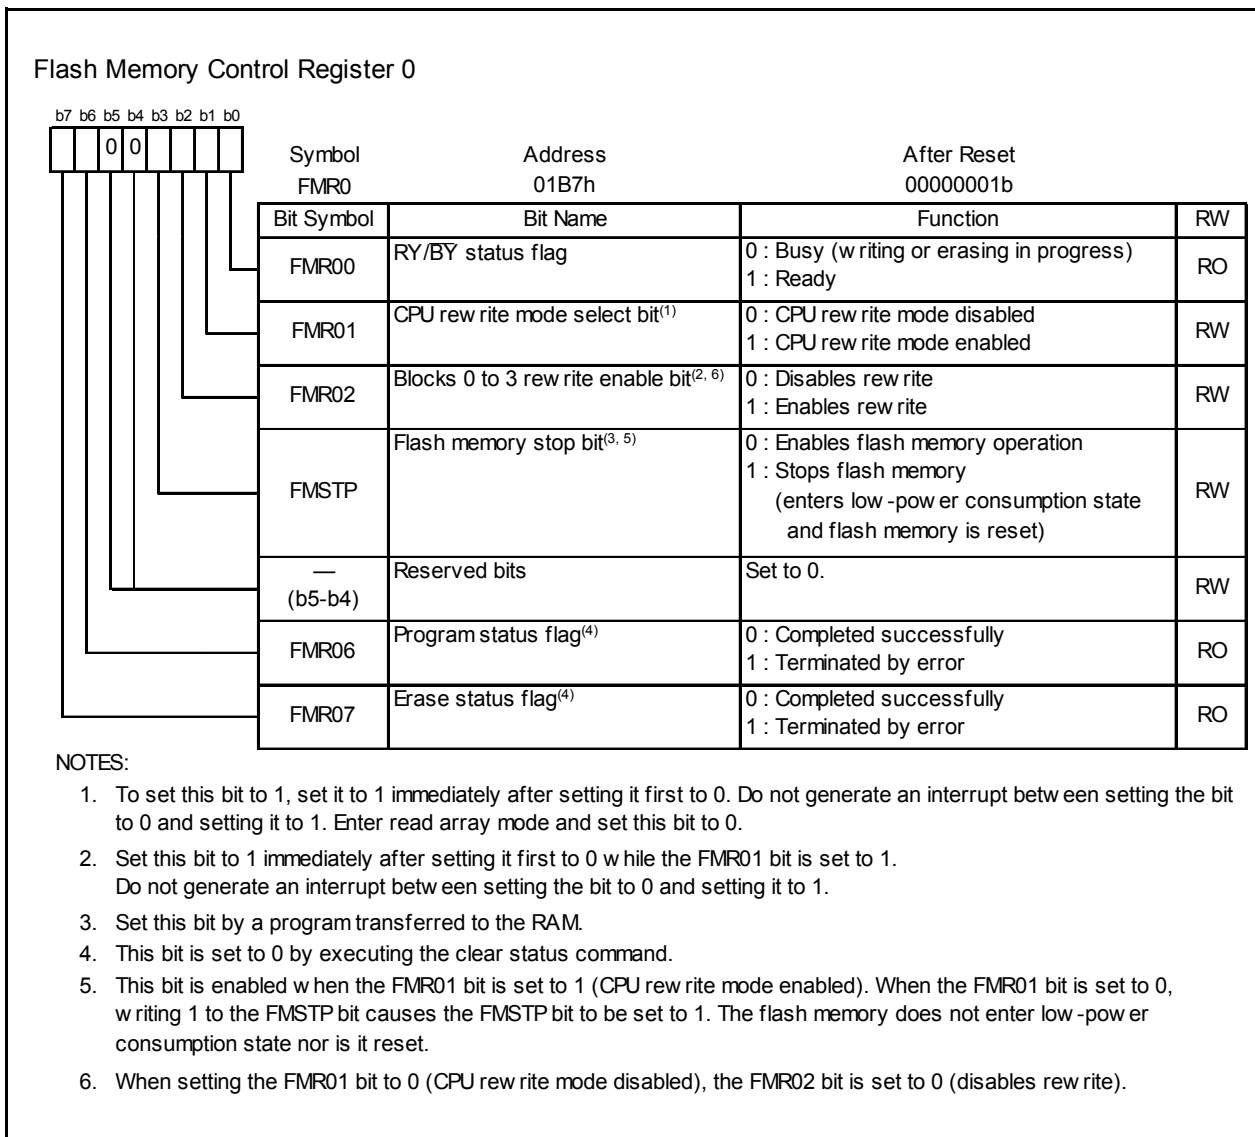 Flash Memory Control Register 0
b7 b6 b5 b4 b3 b2 b1 b0
0 0
Symbol Address After Reset
FMR0 01B7h 00000001b
Bit Symbol Bit Name Function RW
FMR00 RY/B̅Y̅ status flag 0 : Busy (writing or erasing in progress) RO
1 : Ready
FMR01 CPU rewrite mode select bit(1) 0 : CPU rewrite mode disabled RW
1 : CPU rewrite mode enabled
FMR02 Blocks 0 to 3 rewrite enable bit(2, 6) 0 : Disables rewrite RW
1 : Enables rewrite
FMSTP Flash memory stop bit(3, 5) 0 : Enables flash memory operation RW
1 : Stops flash memory
(enters low-power consumption state
and flash memory is reset)
— Reserved bits Set to 0. RW
(b5-b4)
FMR06 Program status flag(4) 0 : Completed successfully RO
1 : Terminated by error
FMR07 Erase status flag(4) 0 : Completed successfully RO
1 : Terminated by error
NOTES:
1. To set this bit to 1, set it to 1 immediately after setting it first to 0. Do not generate an interrupt between setting the bit
to 0 and setting it to 1. Enter read array mode and set this bit to 0.
2. Set this bit to 1 immediately after setting it first to 0 while the FMR01 bit is set to 1.
Do not generate an interrupt between setting the bit to 0 and setting it to 1.
3. Set this bit by a program transferred to the RAM.
4. This bit is set to 0 by executing the clear status command.
5. This bit is enabled when the FMR01 bit is set to 1 (CPU rewrite mode enabled). When the FMR01 bit is set to 0,
writing 1 to the FMSTP bit causes the FMSTP bit to be set to 1. The flash memory does not enter low-power
consumption state nor is it reset.
6. When setting the FMR01 bit to 0 (CPU rewrite mode disabled), the FMR02 bit is set to 0 (disables rewrite).